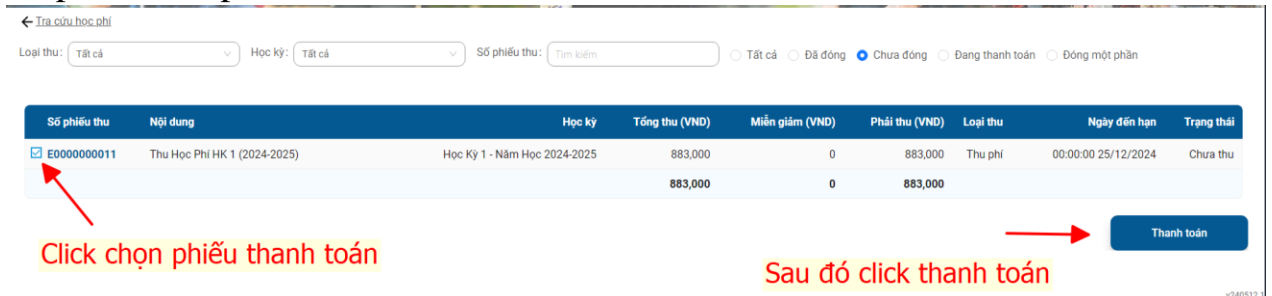 ← Tra cứu học phí
Loại thu: Tất cả Học kỳ: Tất cả Số phiếu thu: Tìm kiếm Tất cả Đã đóng Chưa đóng Đang thanh toán Đóng một phần
Số phiếu thu Nội dung Học kỳ Tổng thu (VND) Miễn giảm (VND) Phải thu (VND) Loại thu Ngày đến hạn Trạng thái
E0000000011 Thu Học Phí HK 1 (2024-2025) Học Kỳ 1 - Năm Học 2024-2025 883,000 0 883,000 Thu phí 00:00:00 25/12/2024 Chưa thu
883,000 0 883,000
Thanh toán
Click chọn phiếu thanh toán
Sau đó click thanh toán